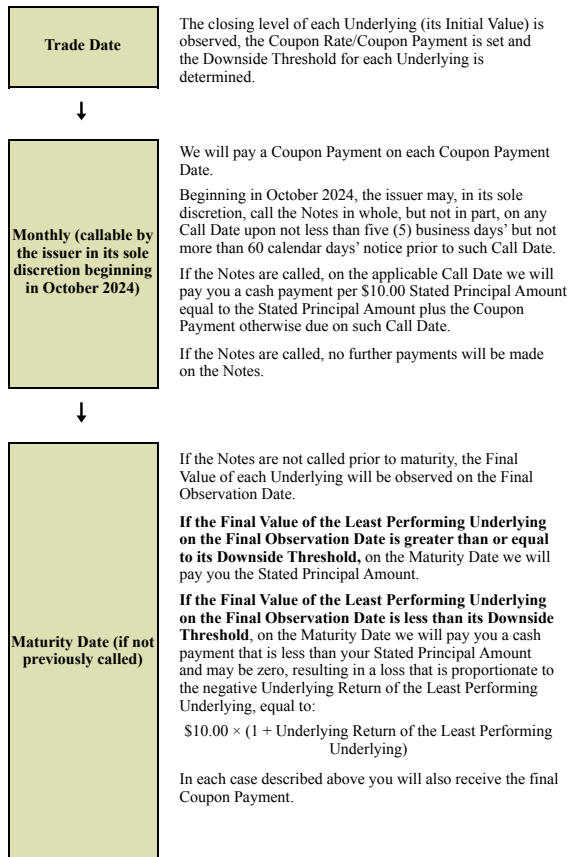 Trade Date
The closing level of each Underlying (its Initial Value) is
observed, the Coupon Rate/Coupon Payment is set and
the Downside Threshold for each Underlying is
determined.
Monthly (callable by
the issuer in its sole
discretion beginning
in October 2024)
We will pay a Coupon Payment on each Coupon Payment
Date.
Beginning in October 2024, the issuer may, in its sole
discretion, call the Notes in whole, but not in part, on any
Call Date upon not less than five (5) business days’ but not
more than 60 calendar days’ notice prior to such Call Date.
If the Notes are called, on the applicable Call Date we will
pay you a cash payment per $10.00 Stated Principal Amount
equal to the Stated Principal Amount plus the Coupon
Payment otherwise due on such Call Date.
If the Notes are called, no further payments will be made
on the Notes.
Maturity Date (if not
previously called)
If the Notes are not called prior to maturity, the Final
Value of each Underlying will be observed on the Final
Observation Date.
If the Final Value of the Least Performing Underlying
on the Final Observation Date is greater than or equal
to its Downside Threshold, on the Maturity Date we will
pay you the Stated Principal Amount.
If the Final Value of the Least Performing Underlying
on the Final Observation Date is less than its Downside
Threshold, on the Maturity Date we will pay you a cash
payment that is less than your Stated Principal Amount
and may be zero, resulting in a loss that is proportionate to
the negative Underlying Return of the Least Performing
Underlying, equal to:
$10.00 × (1 + Underlying Return of the Least Performing
Underlying)
In each case described above you will also receive the final
Coupon Payment.